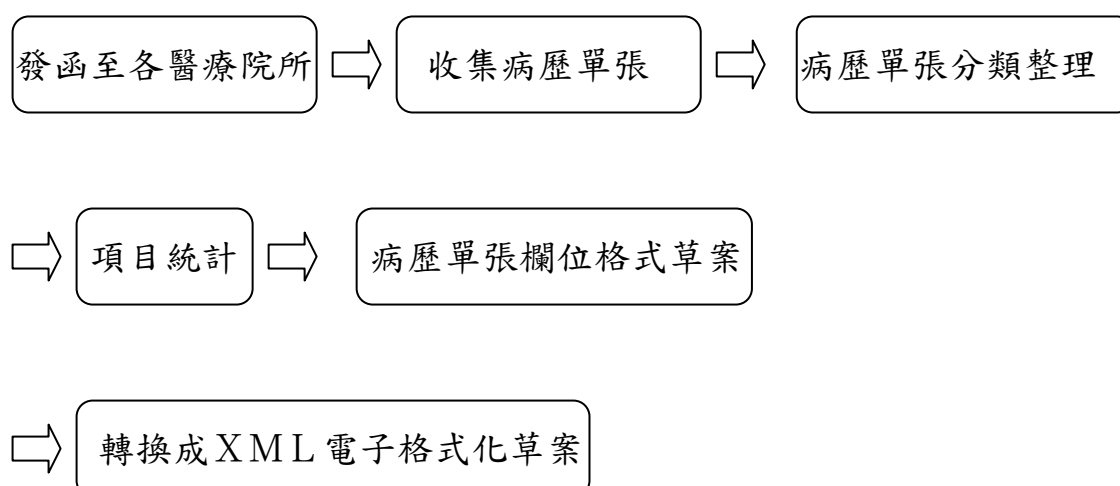 發函至各醫療院所
收集病歷單張
病歷單張分類整理
項目統計
病歷單張欄位格式草案
轉換成ＸＭＬ電子格式化草案